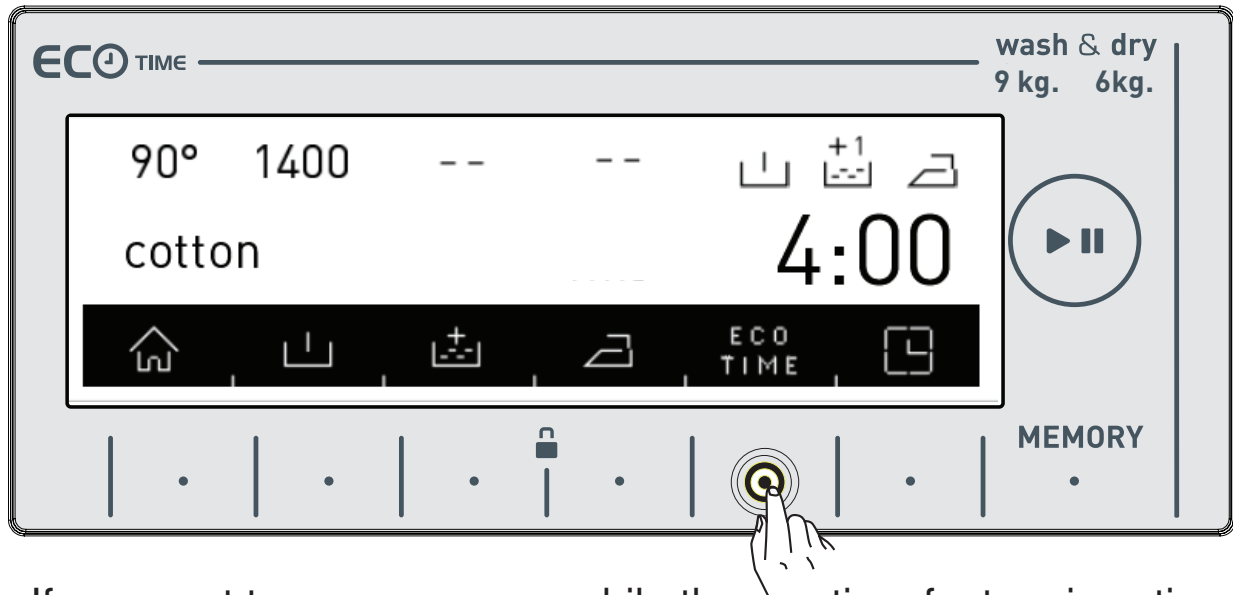 ECO TIME
wash & dry
9 kg. 6kg.
90° 1400 -- --
+1
cotton 4:00
ECO
TIME
MEMORY